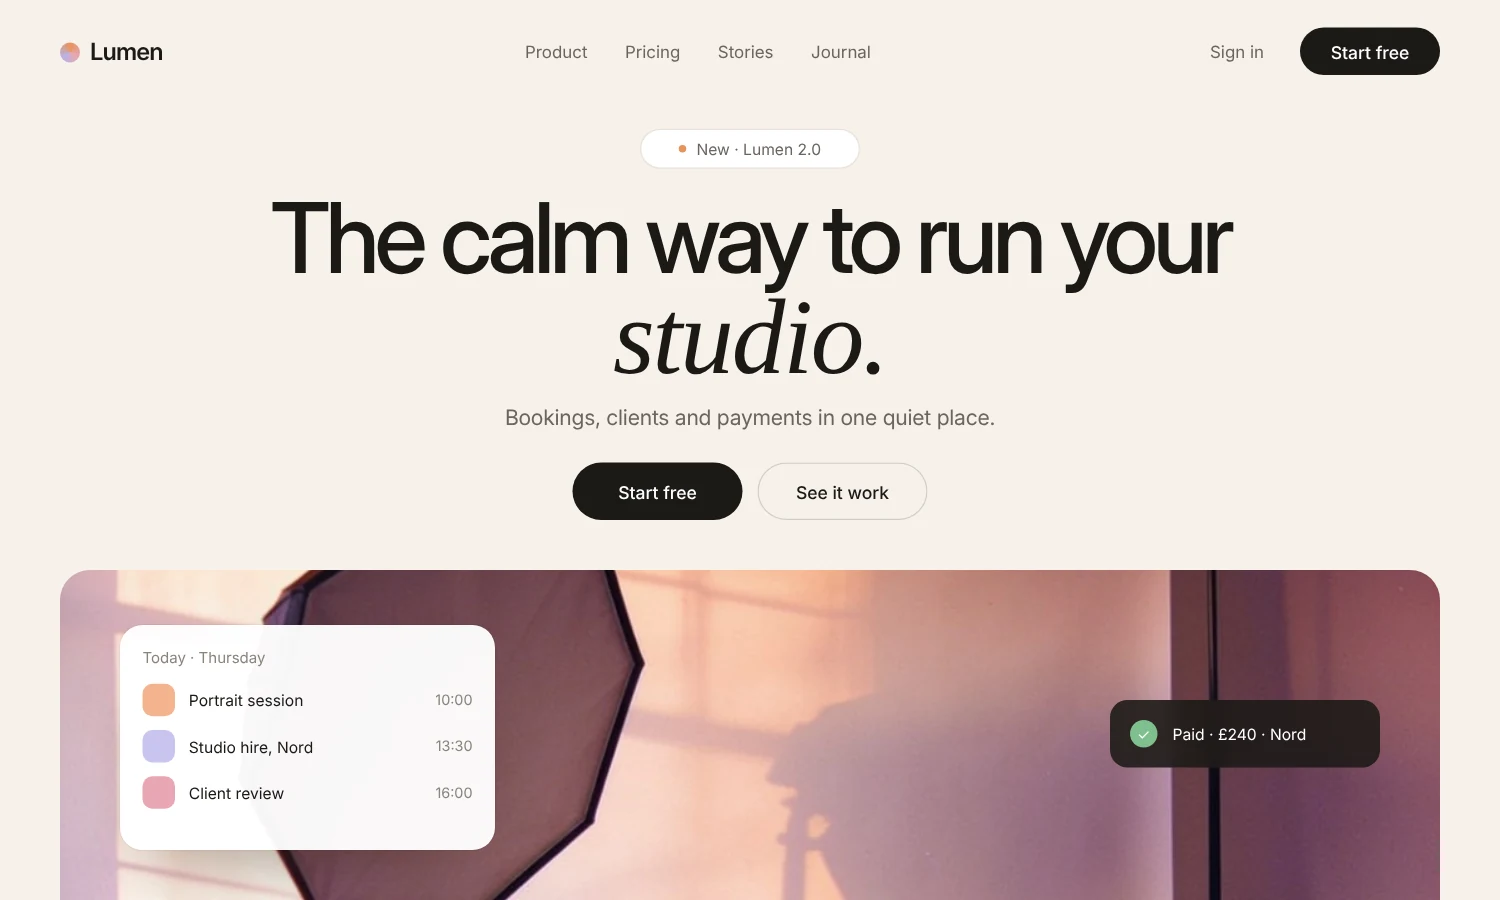 Lumen
Product
Pricing
Stories
Journal
Sign in
Start free
New · Lumen 2.0
The calm way to run your
studio.
Bookings, clients and payments in one quiet place.
Start free
See it work
Today · Thursday
Portrait session 10:00
Studio hire, Nord 13:30
Client review 16:00
Paid · £240 · Nord